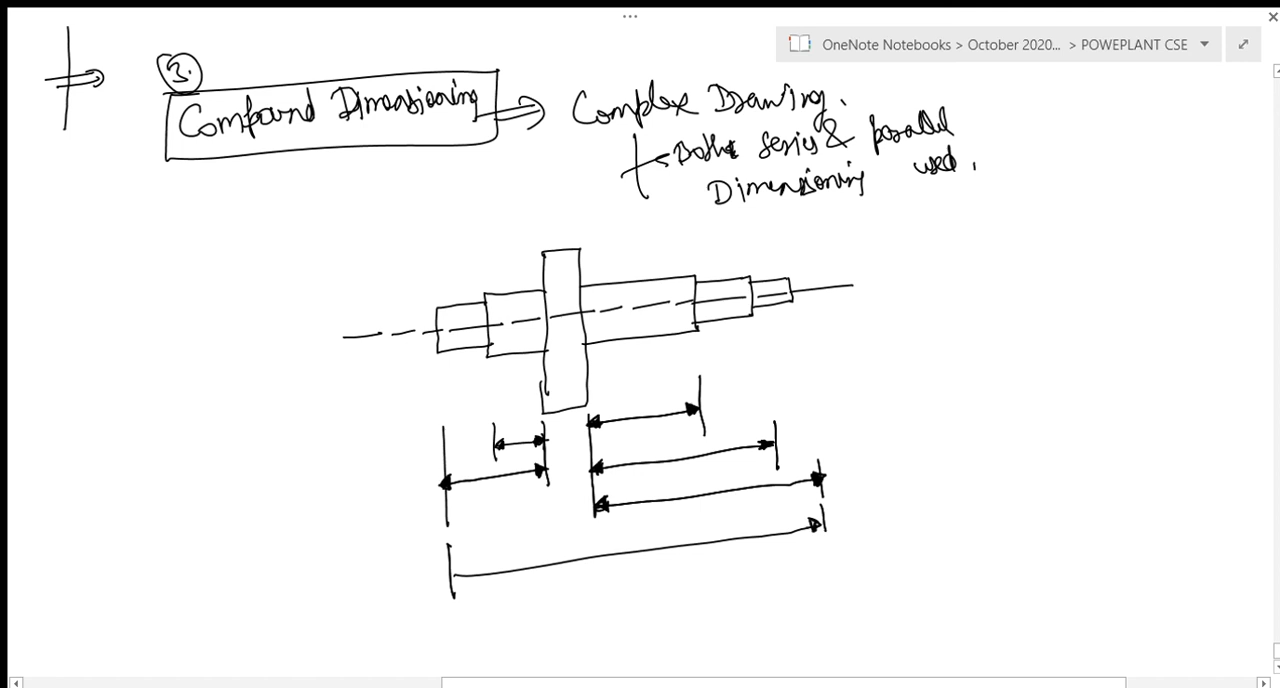 ...
OneNote Notebooks > October 2020... > POWEPLANT CSE
3.
Compound Dimensioning
Complex Drawing.
Both series & parallel
Dimensioning used.